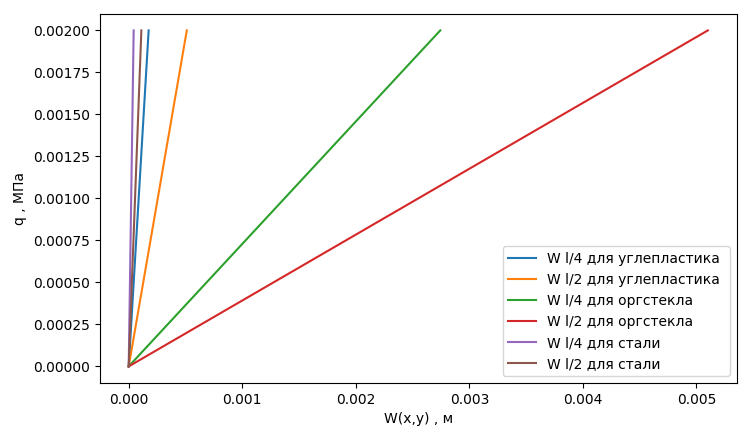 0.00200
0.00175
0.00150
0.00125
0.00100
0.00075
0.00050
0.00025
0.00000
q , МПа
W l/4 для углепластика
W l/2 для углепластика
W l/4 для оргстекла
W l/2 для оргстекла
W l/4 для стали
W l/2 для стали
0.000 0.001 0.002 0.003 0.004 0.005
W(x,y) , м